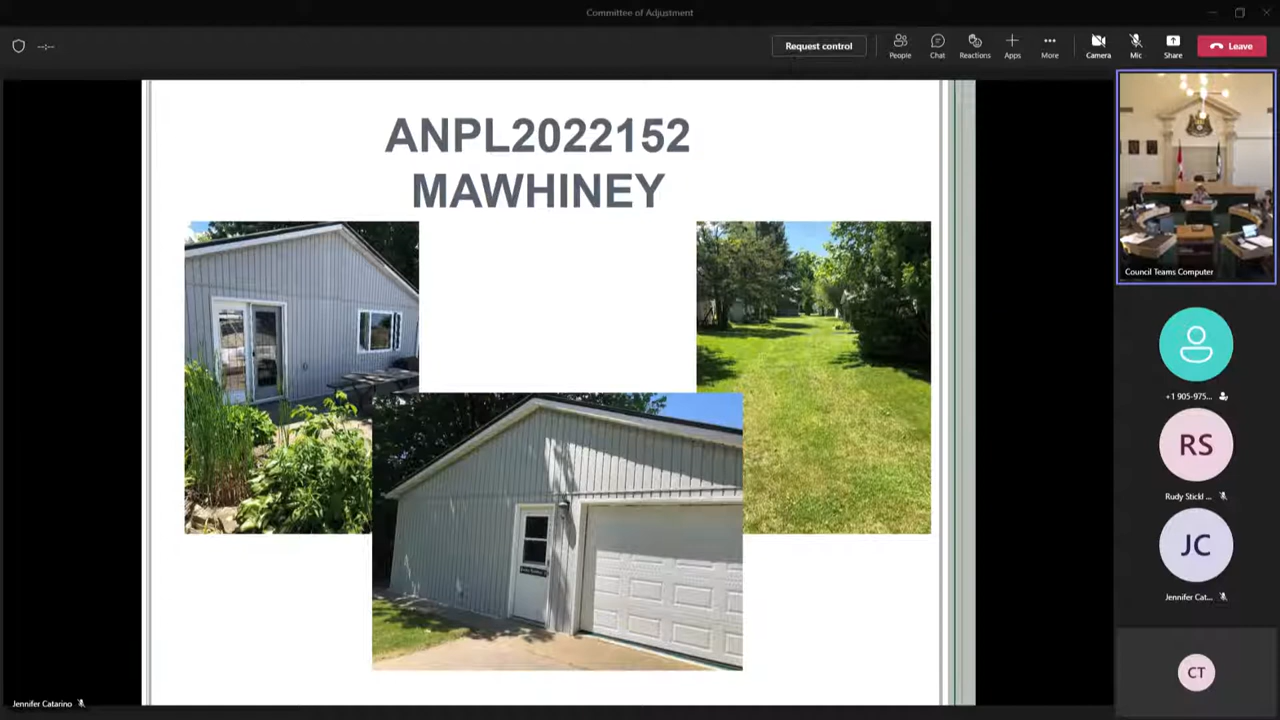 Committee of Adjustment
--:--
Request control
People
Chat
Reactions
Apps
More
Camera
Mic
Share
Leave
ANPL2022152
MAWHINEY
Council Teams Computer
+1 905-975...
RS
Rudy Stickl ...
JC
Jennifer Cat...
CT
Jennifer Catarino